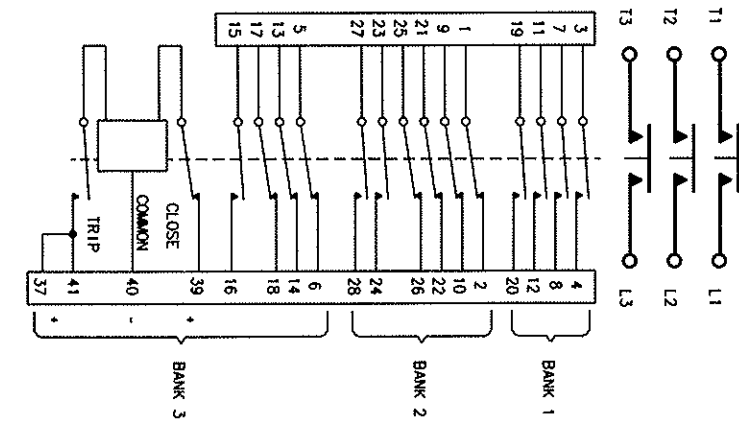 T3 T2 T1
15 17 13 5 27 23 25 21 9 1 19 11 7 3
CLOSE
COMMON
TRIP
37 41 40 39 16 18 14 6 28 24 26 22 10 2 20 12 8 4
L3 L2 L1
+ - +
BANK 3
BANK 2
BANK 1